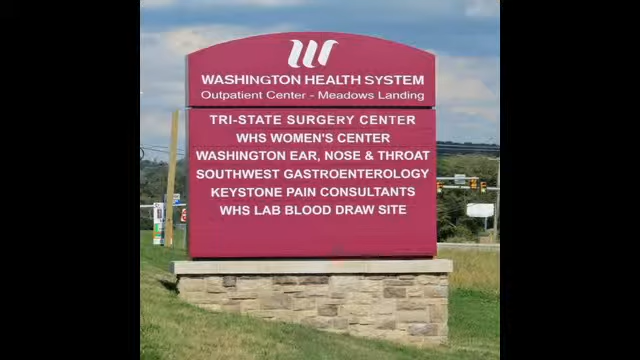 WASHINGTON HEALTH SYSTEM
Outpatient Center - Meadows Landing
TRI-STATE SURGERY CENTER
WHS WOMEN'S CENTER
WASHINGTON EAR, NOSE & THROAT
SOUTHWEST GASTROENTEROLOGY
KEYSTONE PAIN CONSULTANTS
WHS LAB BLOOD DRAW SITE